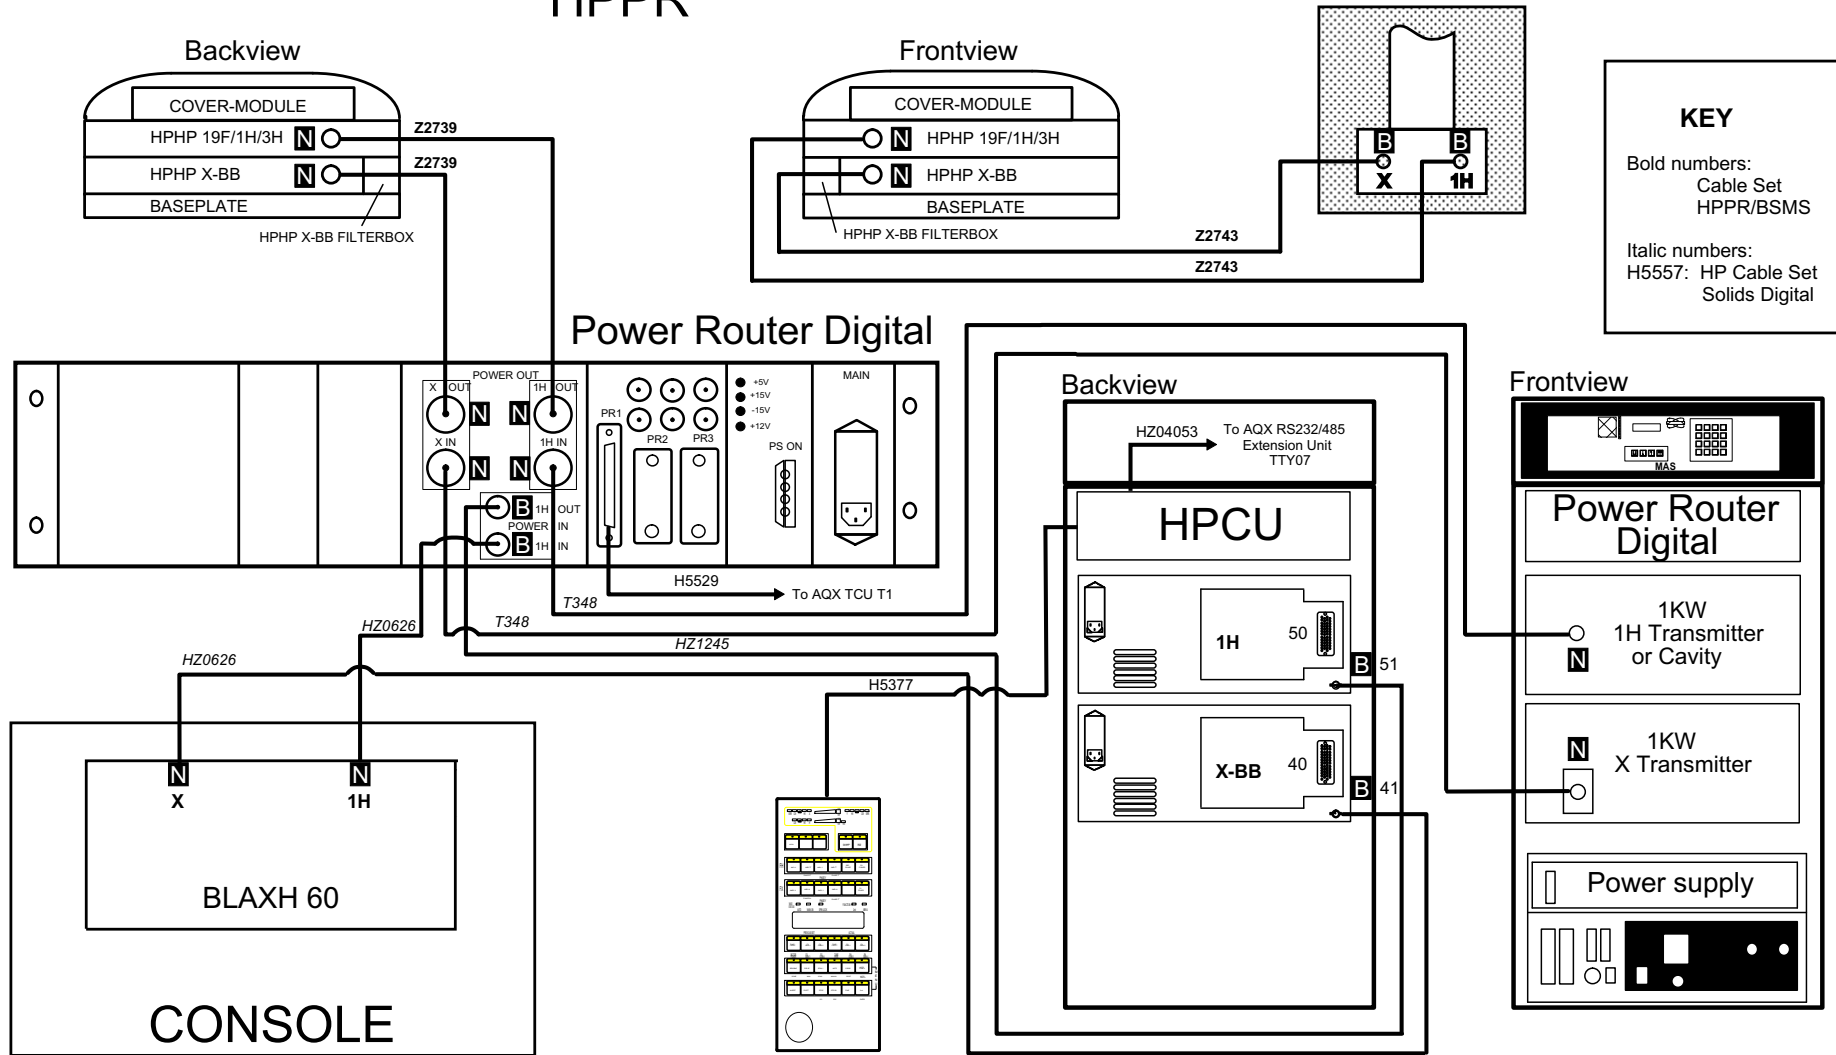 HPPR
Backview
COVER-MODULE
HPHP 19F/1H/3H N
HPHP X-BB N
BASEPLATE
HPHP X-BB FILTERBOX
Z2739
Z2739
Frontview
COVER-MODULE
N HPHP 19F/1H/3H
N HPHP X-BB
BASEPLATE
HPHP X-BB FILTERBOX
Z2743
Z2743
B B
X 1H
KEY
Bold numbers:
Cable Set
HPPR/BSMS
Italic numbers:
H5557: HP Cable Set
Solids Digital
Power Router Digital
POWER OUT
X OUT
1H OUT
N N
X IN
1H IN
N N
B 1H OUT
POWER IN
B 1H IN
PR1
PR2
PR3
+5V
+15V
-15V
+12V
PS ON
MAIN
H5529
To AQX TCU T1
T348
T348
HZ0626
HZ1245
HZ0626
H5377
N
X
N
1H
BLAXH 60
CONSOLE
Backview
HZ04053
To AQX RS232/485
Extension Unit
TTY07
HPCU
1H
50
B 51
X-BB
40
B 41
Frontview
MAS
Power Router
Digital
1KW
1H Transmitter
or Cavity
N
1KW
X Transmitter
N
Power supply